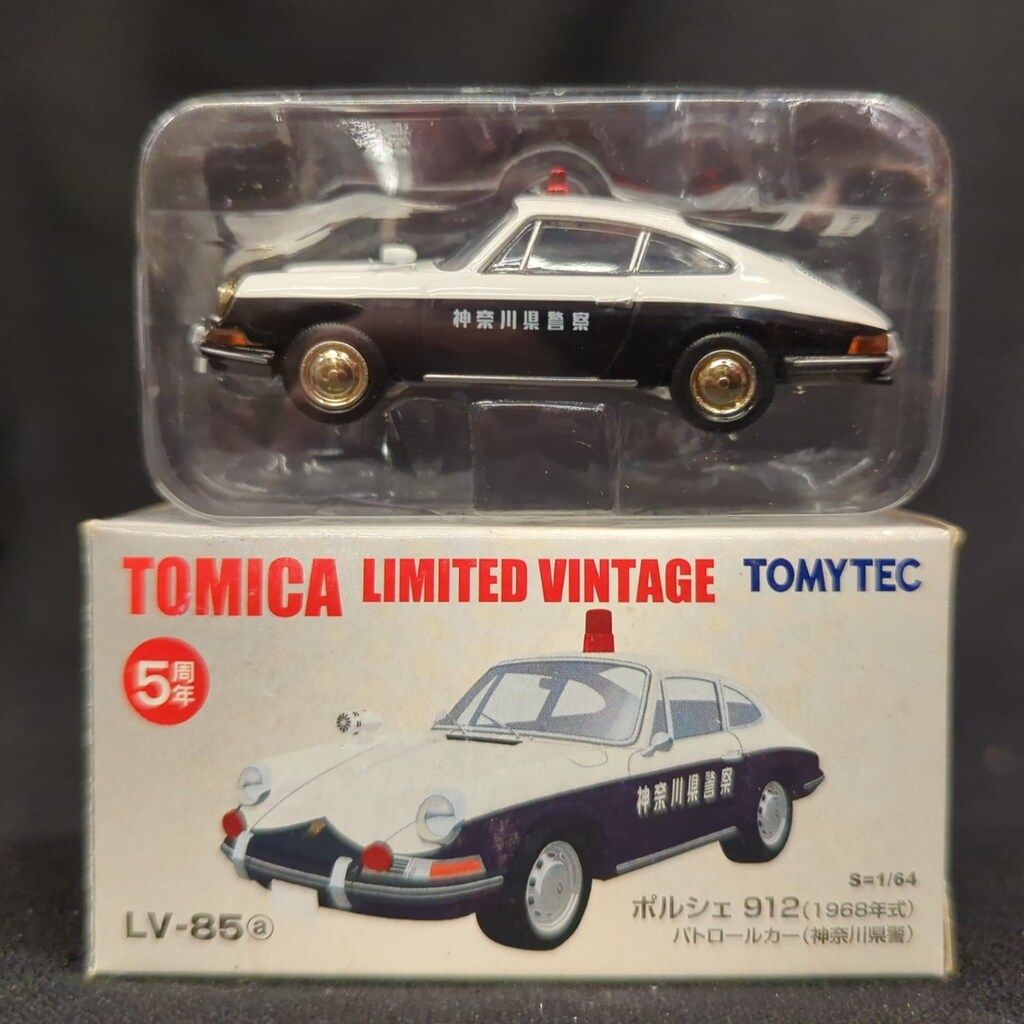 神奈川県警察
TOMICA LIMITED VINTAGE TOMYTEC
5周年
神奈川県警察
S=1/64
ポルシェ 912(1968年式)
LV-85ⓐ
パトロールカー(神奈川県警)